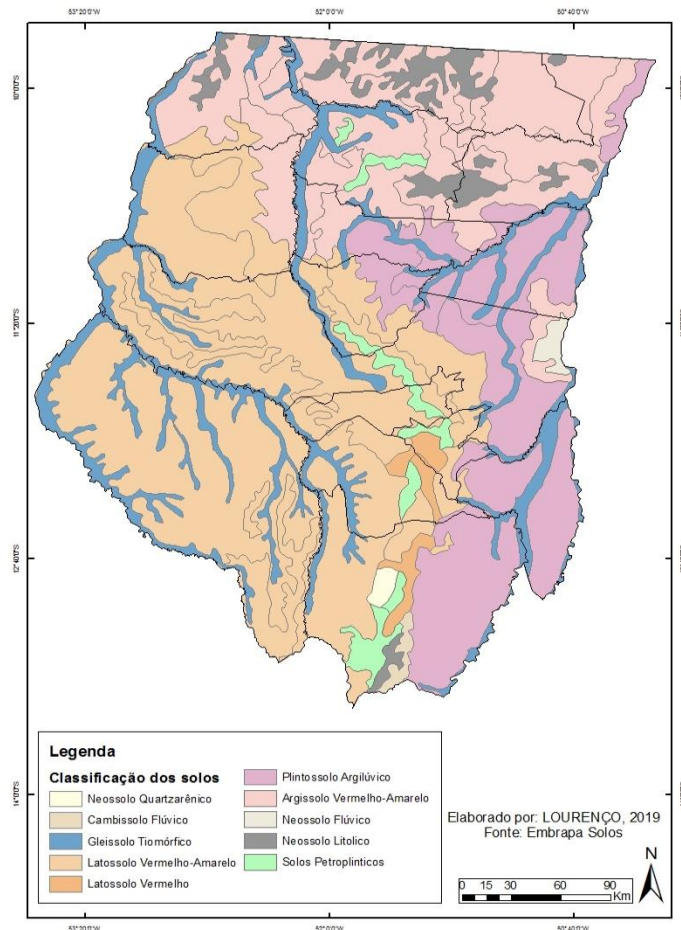 53°20'0"W 52°0'0"W 50°40'0"W
10°0'0"S
11°20'0"S
12°40'0"S
14°0'0"S
Legenda
Classificação dos solos
Neossolo Quartzarênico
Cambissolo Flúvico
Gleissolo Tiomórfico
Latossolo Vermelho-Amarelo
Latossolo Vermelho
Plintossolo Argilúvico
Argissolo Vermelho-Amarelo
Neossolo Flúvico
Neossolo Litolico
Solos Petroplinticos
Elaborado por: LOURENÇO, 2019
Fonte: Embrapa Solos
N
0 15 30 60 90
Km
53°20'0"W 52°0'0"W 50°40'0"W